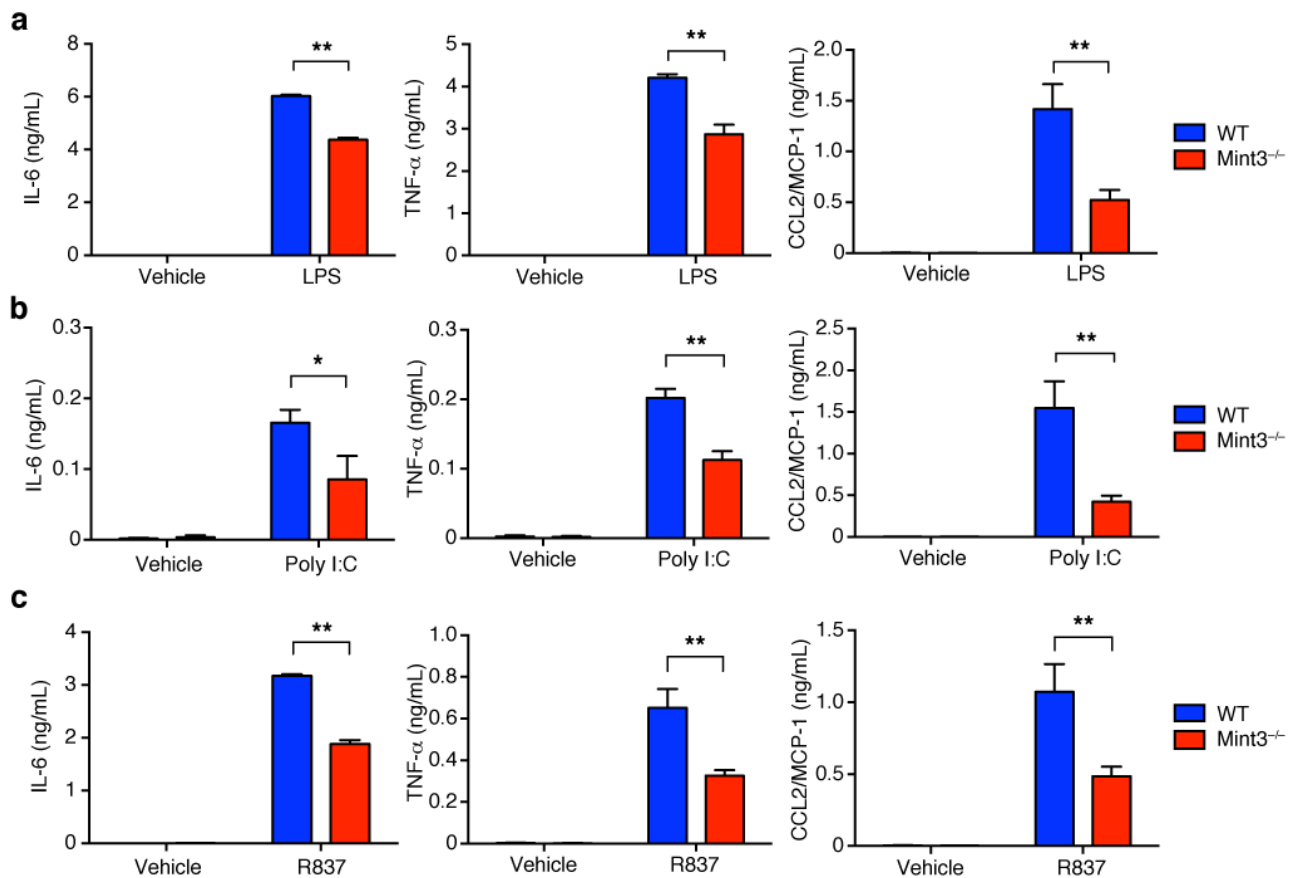 a
IL-6 (ng/mL)
8
6
4
2
0
**
Vehicle
LPS
TNF-α (ng/mL)
5
4
3
2
1
0
**
Vehicle
LPS
CCL2/MCP-1 (ng/mL)
2.0
1.5
1.0
0.5
0
**
Vehicle
LPS
WT
Mint3–/–
b
IL-6 (ng/mL)
0.3
0.2
0.1
0
*
Vehicle
Poly I:C
TNF-α (ng/mL)
0.3
0.2
0.1
0
**
Vehicle
Poly I:C
CCL2/MCP-1 (ng/mL)
2.5
2.0
1.5
1.0
0.5
0
**
Vehicle
Poly I:C
WT
Mint3–/–
c
IL-6 (ng/mL)
4
3
2
1
0
**
Vehicle
R837
TNF-α (ng/mL)
1.0
0.8
0.6
0.4
0.2
0
**
Vehicle
R837
CCL2/MCP-1 (ng/mL)
1.5
1.0
0.5
0
**
Vehicle
R837
WT
Mint3–/–